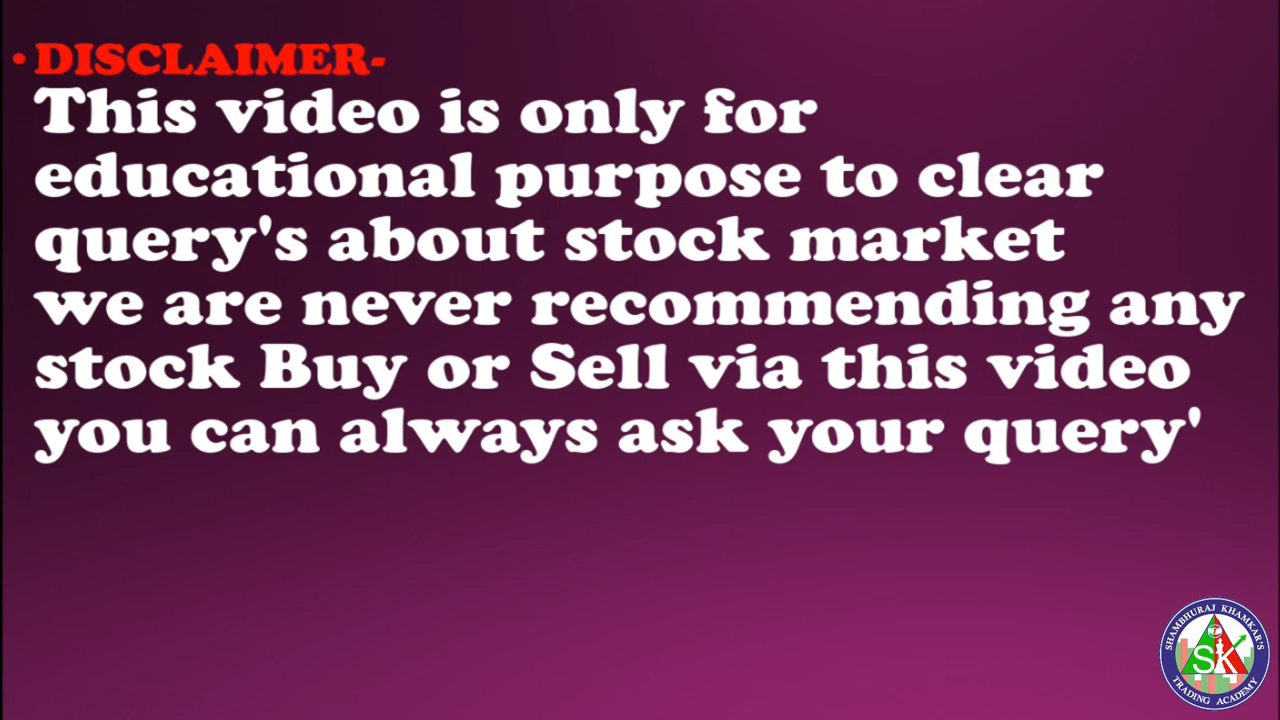 • DISCLAIMER-
This video is only for
educational purpose to clear
query's about stock market
we are never recommending any
stock Buy or Sell via this video
you can always ask your query'
SHAMBHURAJ KHAMKAR'S
SK
TRADING ACADEMY